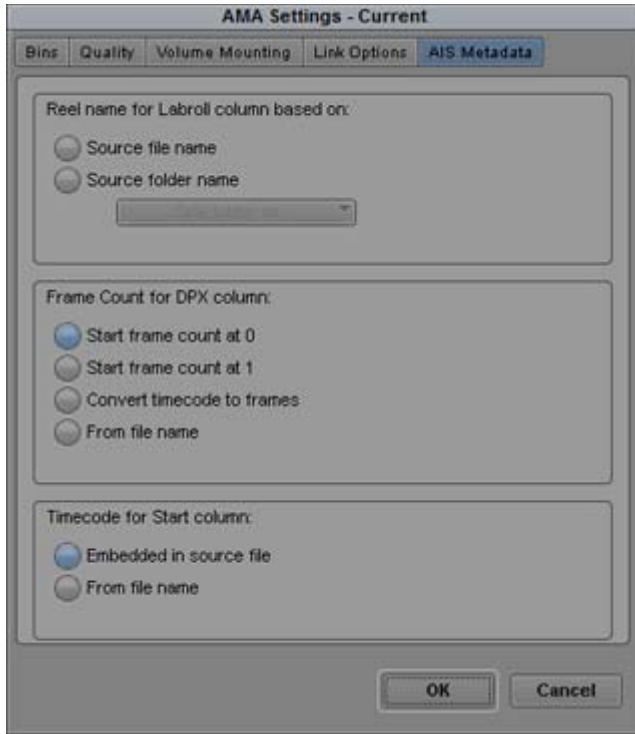 AMA Settings - Current
Bins Quality Volume Mounting Link Options AIS Metadata
Reel name for Labroll column based on:
Source file name
Source folder name
Frame Count for DPX column:
Start frame count at 0
Start frame count at 1
Convert timecode to frames
From file name
Timecode for Start column:
Embedded in source file
From file name
OK Cancel